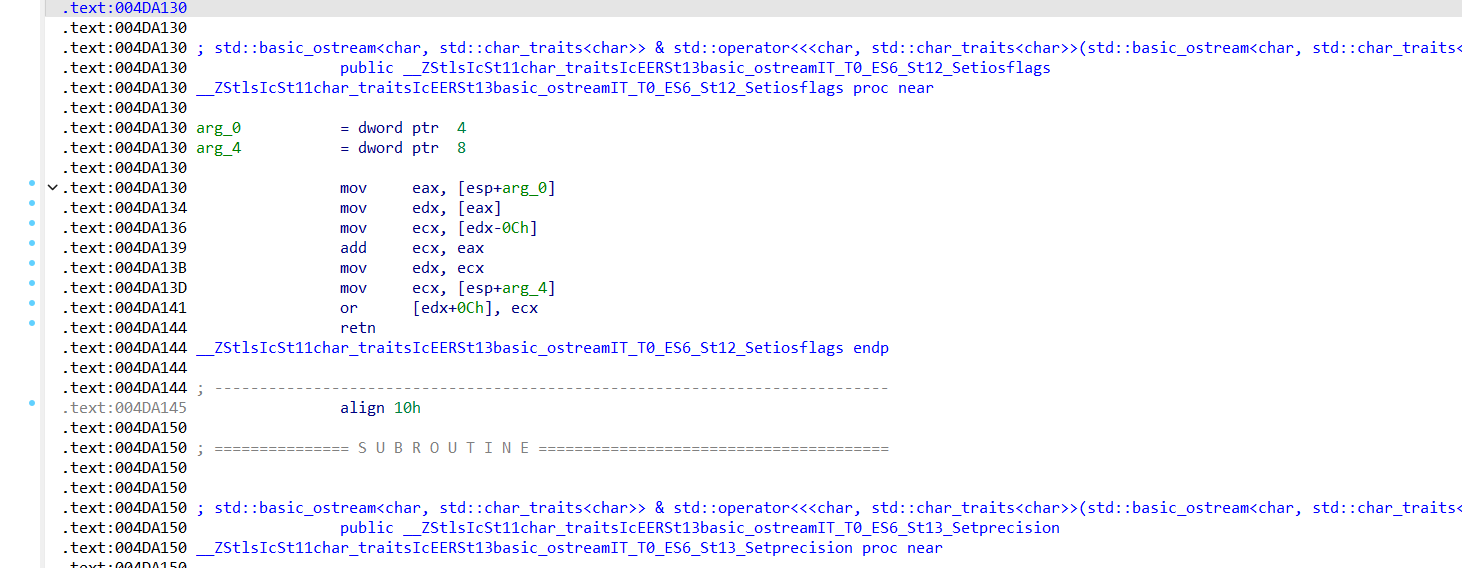 .text:004DA130
.text:004DA130
.text:004DA130 ; std::basic_ostream<char, std::char_traits<char>> & std::operator<<<char, std::char_traits<char>>(std::basic_ostream<char, std::char_traits<
.text:004DA130 public __ZStlsIcSt11char_traitsIcEERSt13basic_ostreamIT_T0_ES6_St12_Setiosflags
.text:004DA130 __ZStlsIcSt11char_traitsIcEERSt13basic_ostreamIT_T0_ES6_St12_Setiosflags proc near
.text:004DA130
.text:004DA130 arg_0 = dword ptr 4
.text:004DA130 arg_4 = dword ptr 8
.text:004DA130
.text:004DA130 mov eax, [esp+arg_0]
.text:004DA134 mov edx, [eax]
.text:004DA136 mov ecx, [edx-0Ch]
.text:004DA139 add ecx, eax
.text:004DA13B mov edx, ecx
.text:004DA13D mov ecx, [esp+arg_4]
.text:004DA141 or [edx+0Ch], ecx
.text:004DA144 retn
.text:004DA144 __ZStlsIcSt11char_traitsIcEERSt13basic_ostreamIT_T0_ES6_St12_Setiosflags endp
.text:004DA144
.text:004DA144 ; ---------------------------------------------------------------------------
.text:004DA145 align 10h
.text:004DA150
.text:004DA150 ; =============== S U B R O U T I N E =======================================
.text:004DA150
.text:004DA150
.text:004DA150 ; std::basic_ostream<char, std::char_traits<char>> & std::operator<<<char, std::char_traits<char>>(std::basic_ostream<char, std::char_traits<
.text:004DA150 public __ZStlsIcSt11char_traitsIcEERSt13basic_ostreamIT_T0_ES6_St13_Setprecision
.text:004DA150 __ZStlsIcSt11char_traitsIcEERSt13basic_ostreamIT_T0_ES6_St13_Setprecision proc near
.text:004DA150